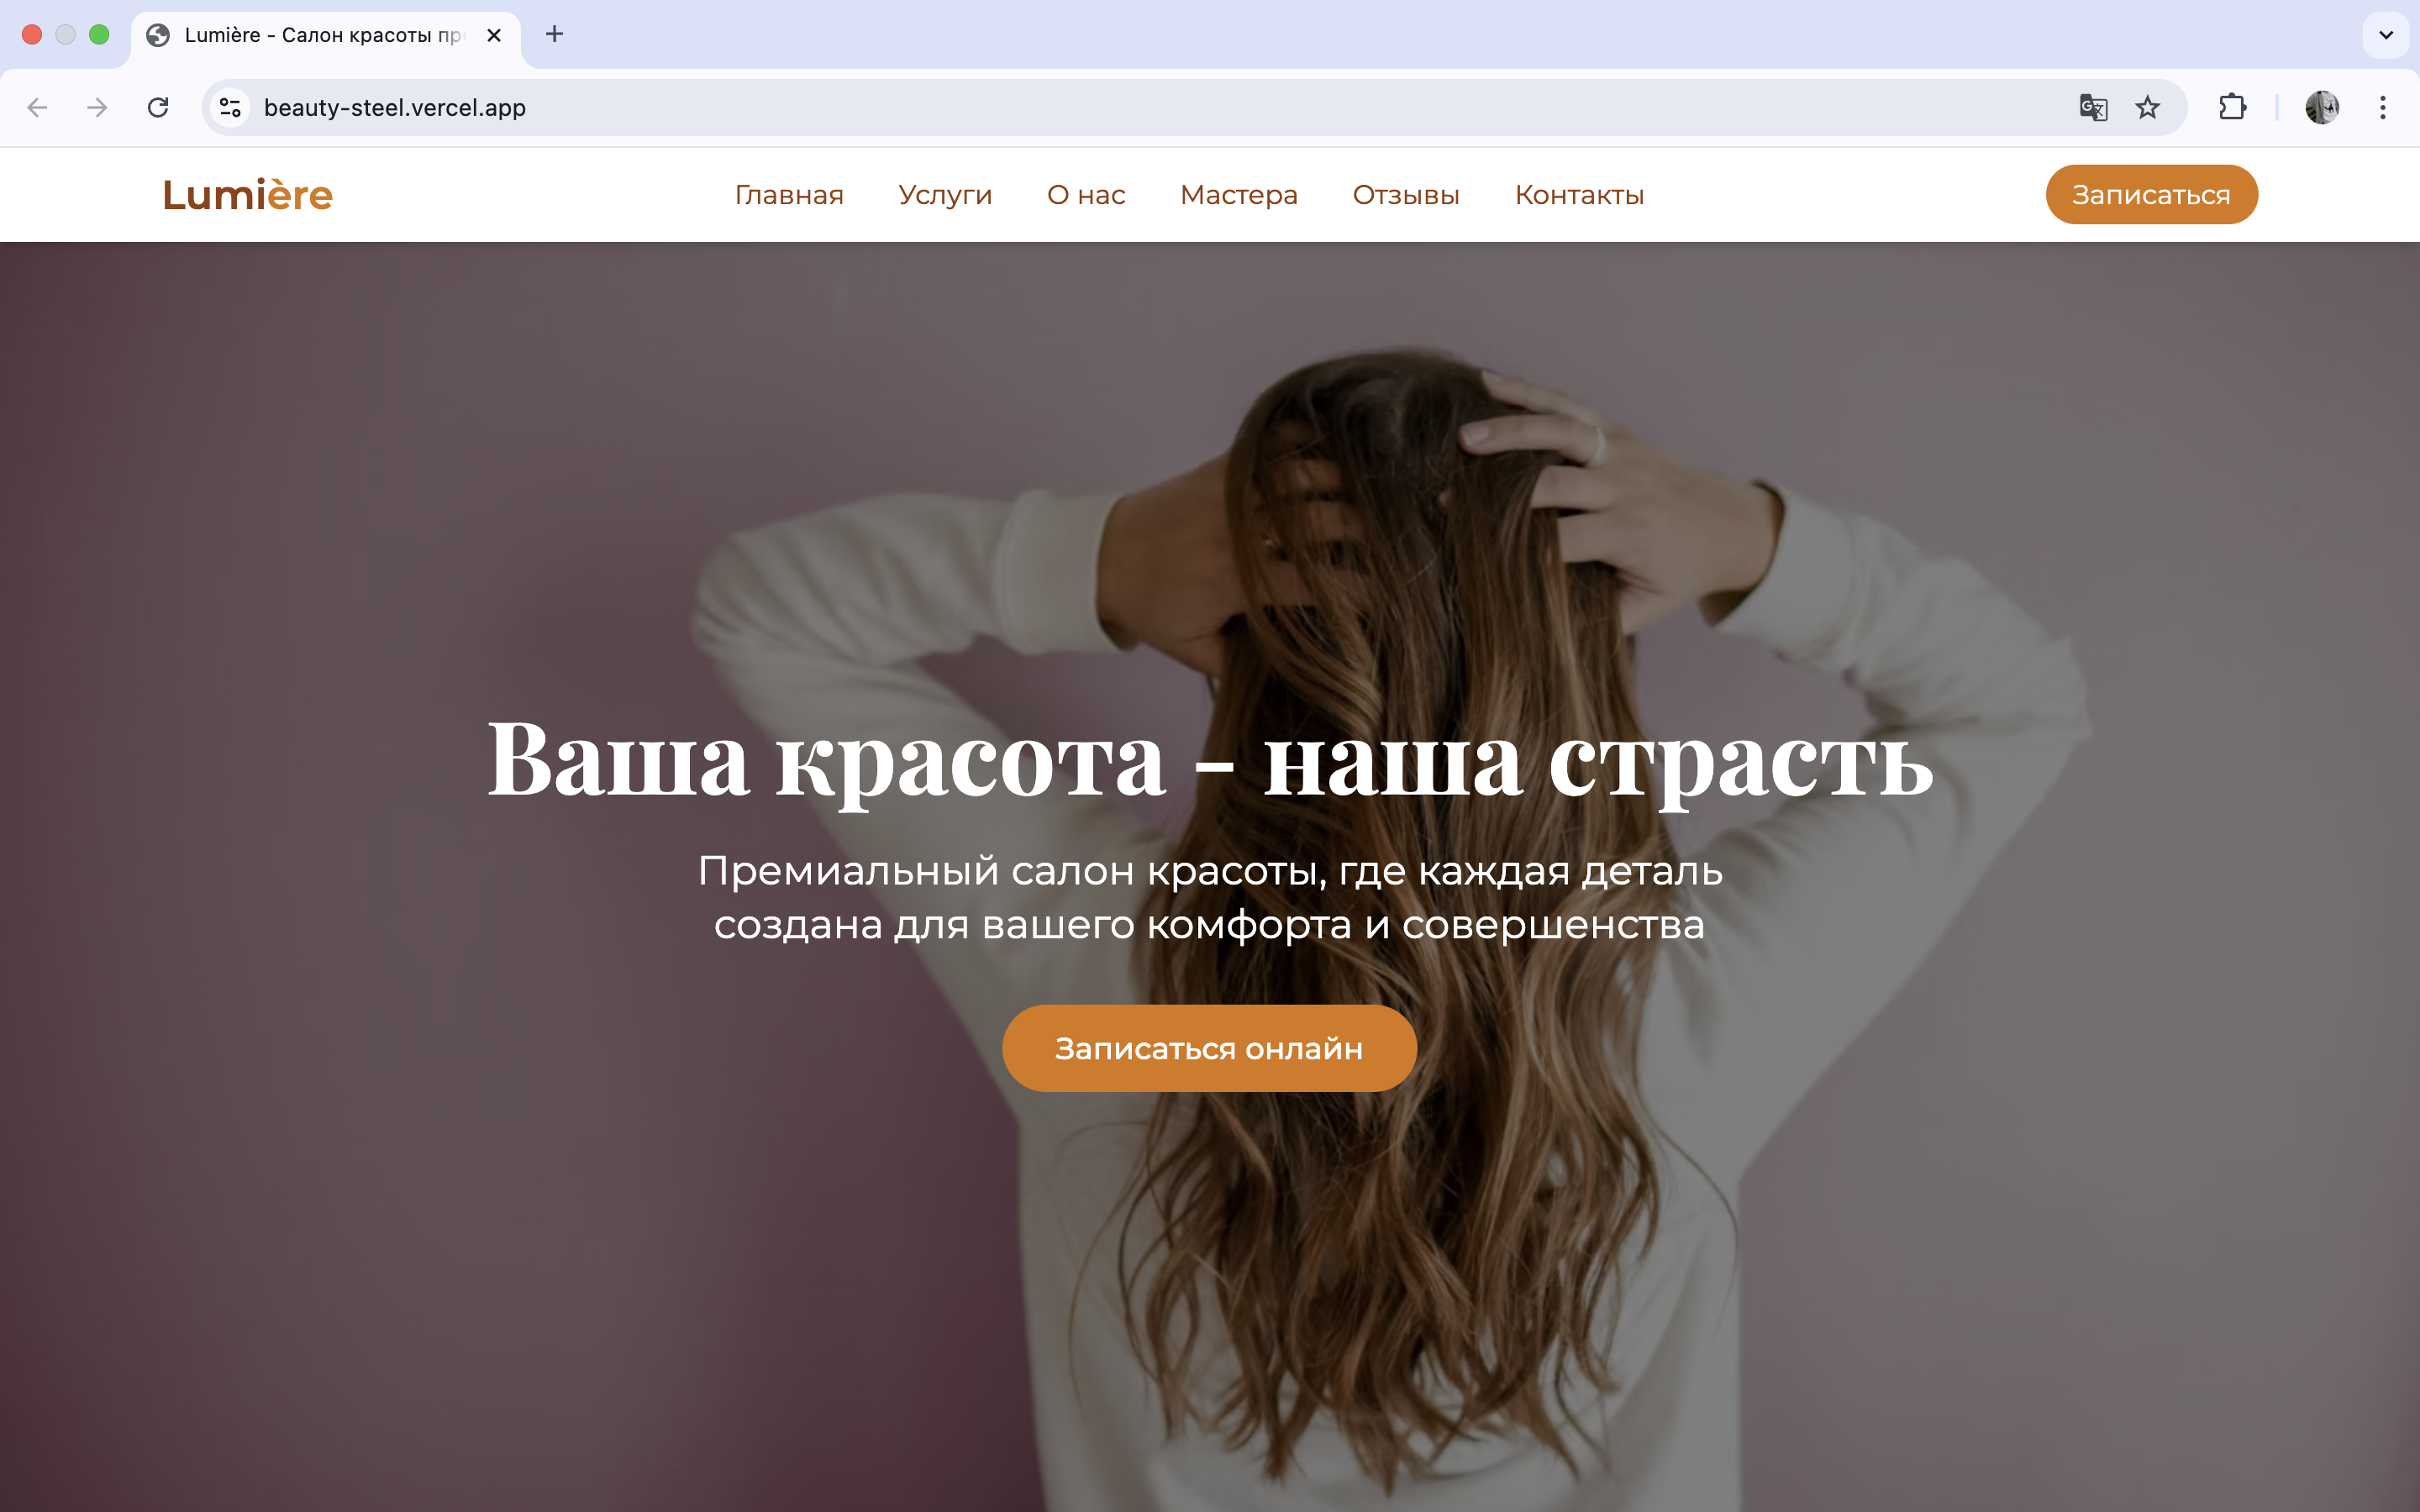 Lumière - Салон красоты пре
beauty-steel.vercel.app
Lumière
Главная Услуги О нас Мастера Отзывы Контакты
Записаться
Ваша красота – наша страсть
Премиальный салон красоты, где каждая деталь
создана для вашего комфорта и совершенства
Записаться онлайн